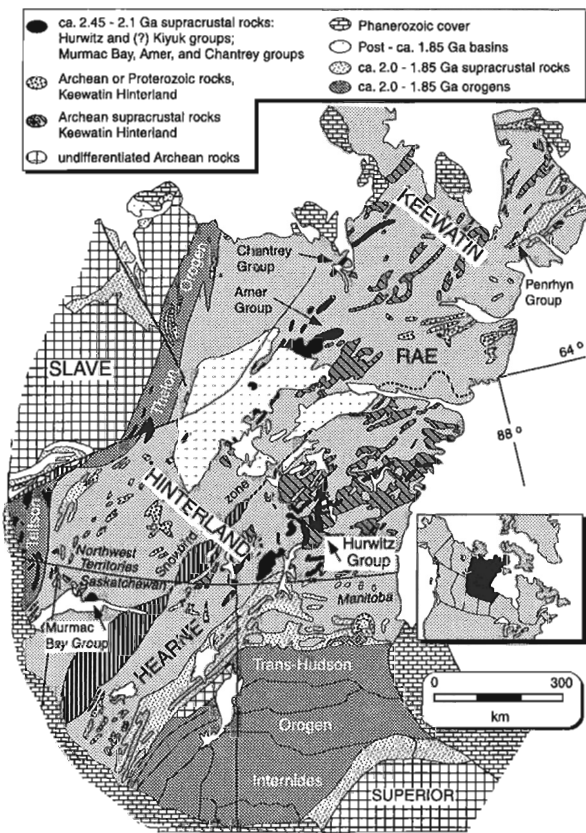 ca. 2.45 - 2.1 Ga supracrustal rocks:
Hurwitz and (?) Kiyuk groups;
Murmac Bay, Amer, and Chantrey groups
Archean or Proterozoic rocks,
Keewatin Hinterland
Archean supracrustal rocks
Keewatin Hinterland
undifferentiated Archean rocks
Phanerozoic cover
Post - ca. 1.85 Ga basins
ca. 2.0 - 1.85 Ga supracrustal rocks
ca. 2.0 - 1.85 Ga orogens
KEEWATIN
Chantrey
Group
Penrhyn
Group
Amer
Group
Orogen
Thelon
SLAVE
RAE
64 º
88 º
HINTERLAND
zone
Snowbird
Taltson
Northwest
Territories
Saskatchewan
Hurwitz
Group
Manitoba
Murmac
Bay Group
HEARNE
Trans-Hudson
Orogen
Internides
SUPERIOR
0 300
km